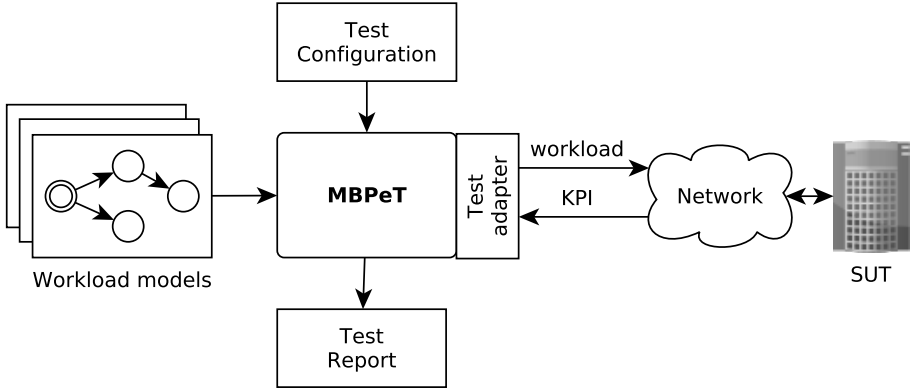 Test
Configuration
Workload models
MBPeT
Test
adapter
workload
KPI
Network
SUT
Test
Report